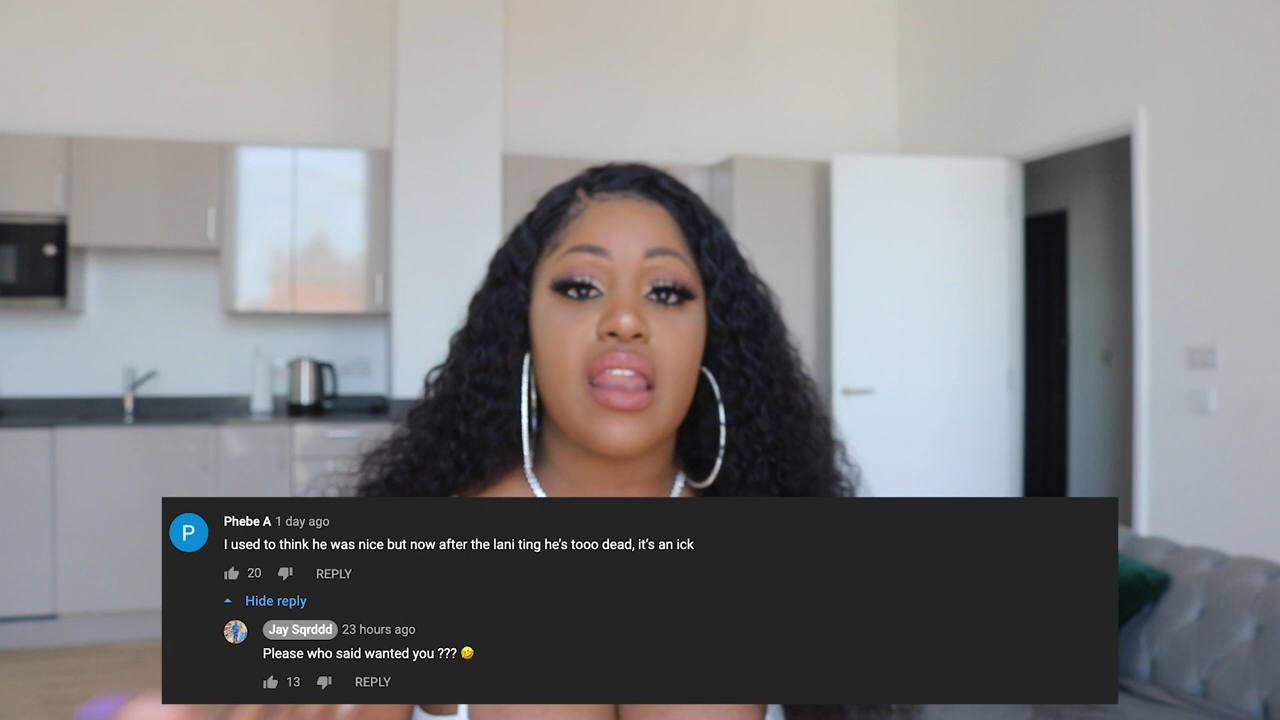 P
Phebe A 1 day ago
I used to think he was nice but now after the lani ting he's tooo dead, it's an ick
20 REPLY
Hide reply
Jay Sqrddd 23 hours ago
Please who said wanted you ??? 🤣
13 REPLY